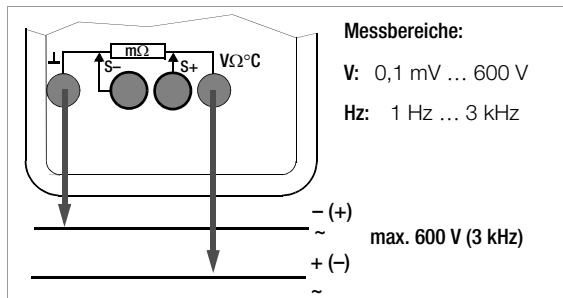 Messbereiche:
⊥ mΩ VΩ°C
S– S+
V: 0,1 mV … 600 V
Hz: 1 Hz … 3 kHz
– (+)
~
max. 600 V (3 kHz)
+ (–)
~